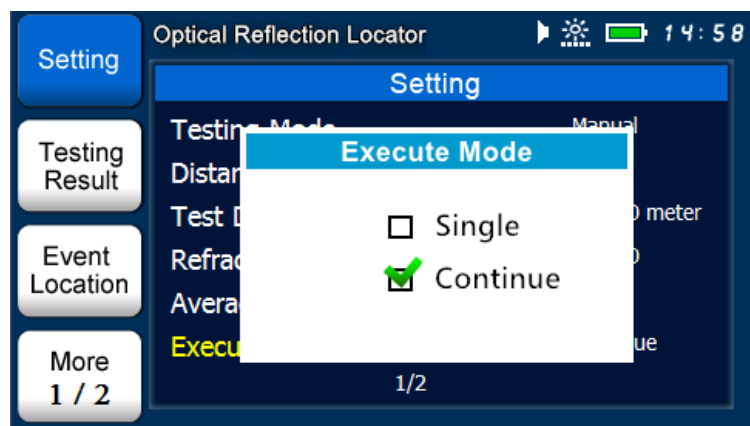 Setting
Optical Reflection Locator
14:58
Setting
Testing
Result
Event
Location
More
1 / 2
Testing Mode
Manual
Execute Mode
Single
Continue
meter
1/2